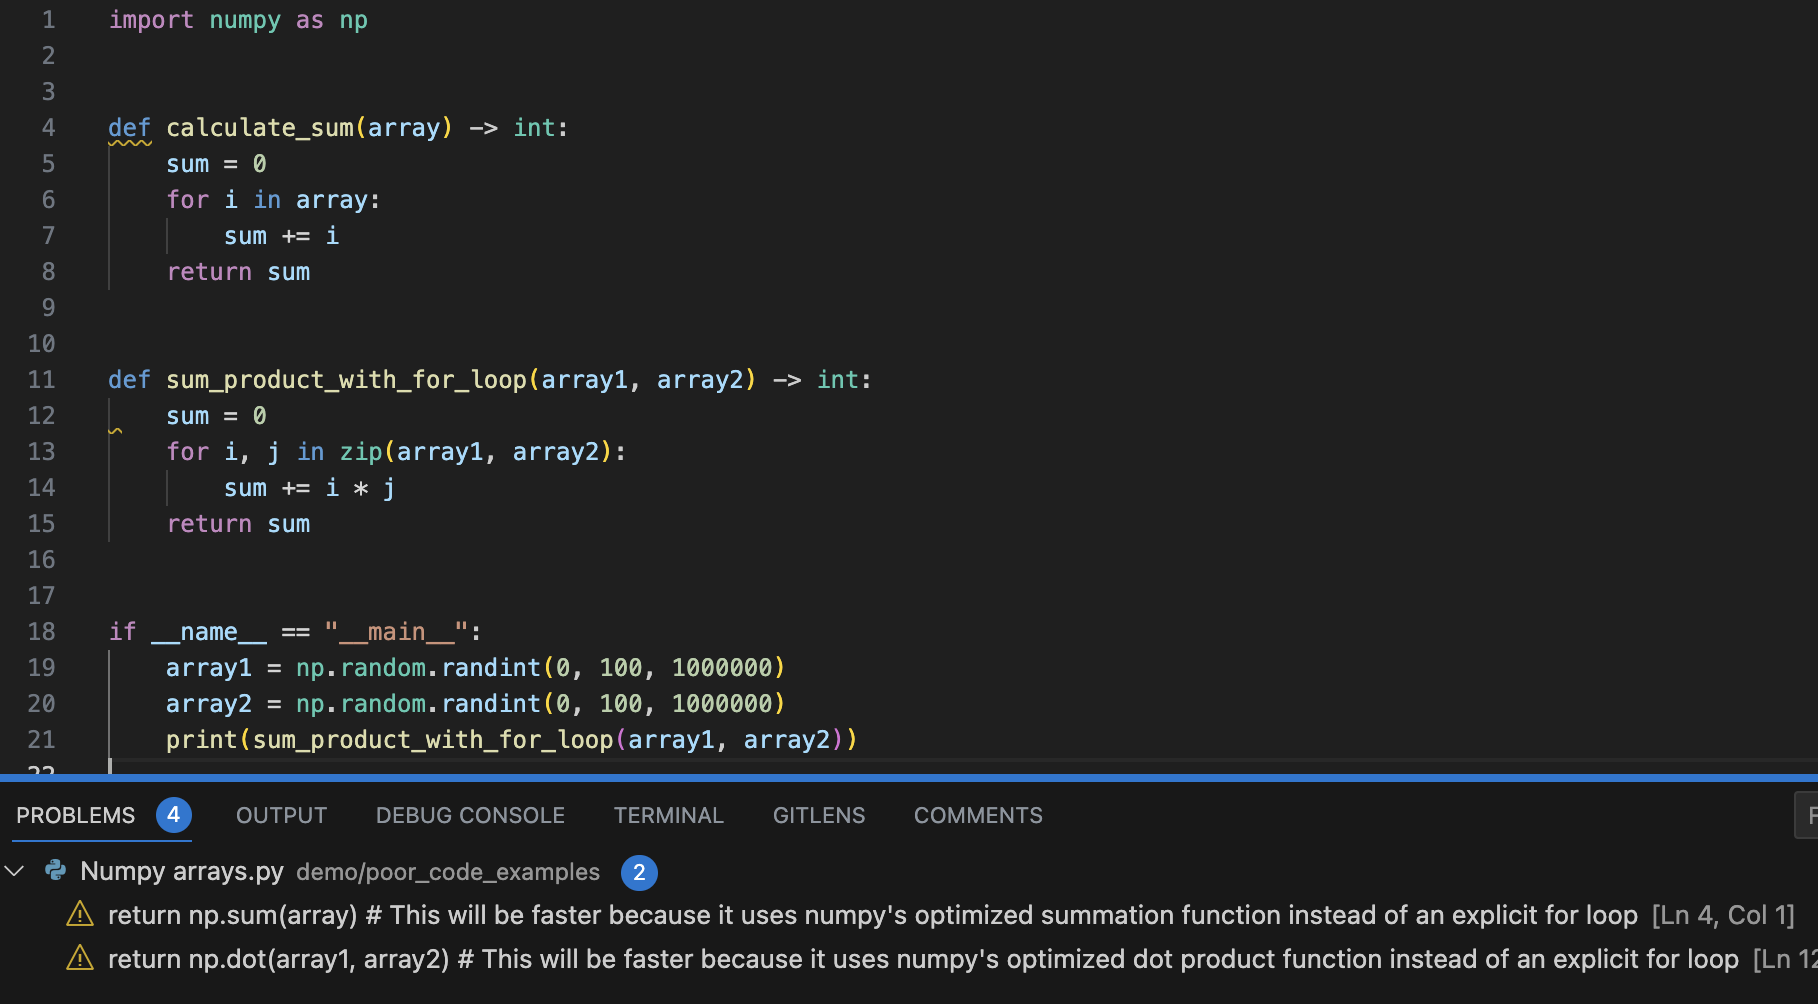 1 import numpy as np
2
3
4 def calculate_sum(array) -> int:
5     sum = 0
6     for i in array:
7         sum += i
8     return sum
9
10
11 def sum_product_with_for_loop(array1, array2) -> int:
12     sum = 0
13     for i, j in zip(array1, array2):
14         sum += i * j
15     return sum
16
17
18 if __name__ == "__main__":
19     array1 = np.random.randint(0, 100, 1000000)
20     array2 = np.random.randint(0, 100, 1000000)
21     print(sum_product_with_for_loop(array1, array2))
22
PROBLEMS 4 OUTPUT DEBUG CONSOLE TERMINAL GITLENS COMMENTS F
Numpy arrays.py demo/poor_code_examples 2
return np.sum(array) # This will be faster because it uses numpy's optimized summation function instead of an explicit for loop [Ln 4, Col 1]
return np.dot(array1, array2) # This will be faster because it uses numpy's optimized dot product function instead of an explicit for loop [Ln 12